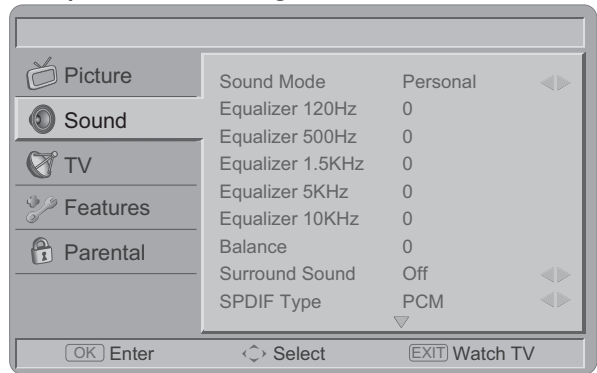 Picture
Sound
TV
Features
Parental
Sound Mode Personal
Equalizer 120Hz 0
Equalizer 500Hz 0
Equalizer 1.5KHz 0
Equalizer 5KHz 0
Equalizer 10KHz 0
Balance 0
Surround Sound Off
SPDIF Type PCM
OK Enter Select EXIT Watch TV